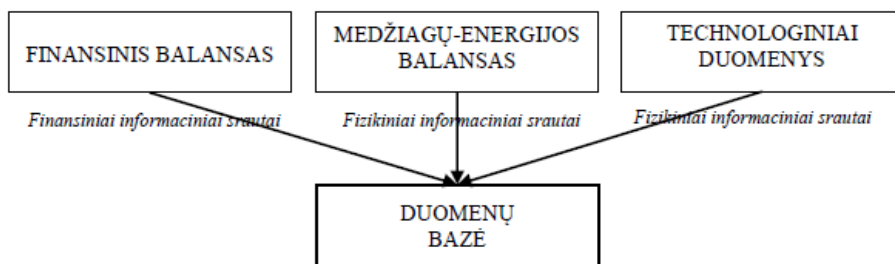 FINANSINIS BALANSAS
MEDŽIAGŲ-ENERGIJOS
BALANSAS
TECHNOLOGINIAI
DUOMENYS
Finansiniai informaciniai srautai
Fizikiniai informaciniai srautai
Fizikiniai informaciniai srautai
DUOMENŲ
BAZĖ